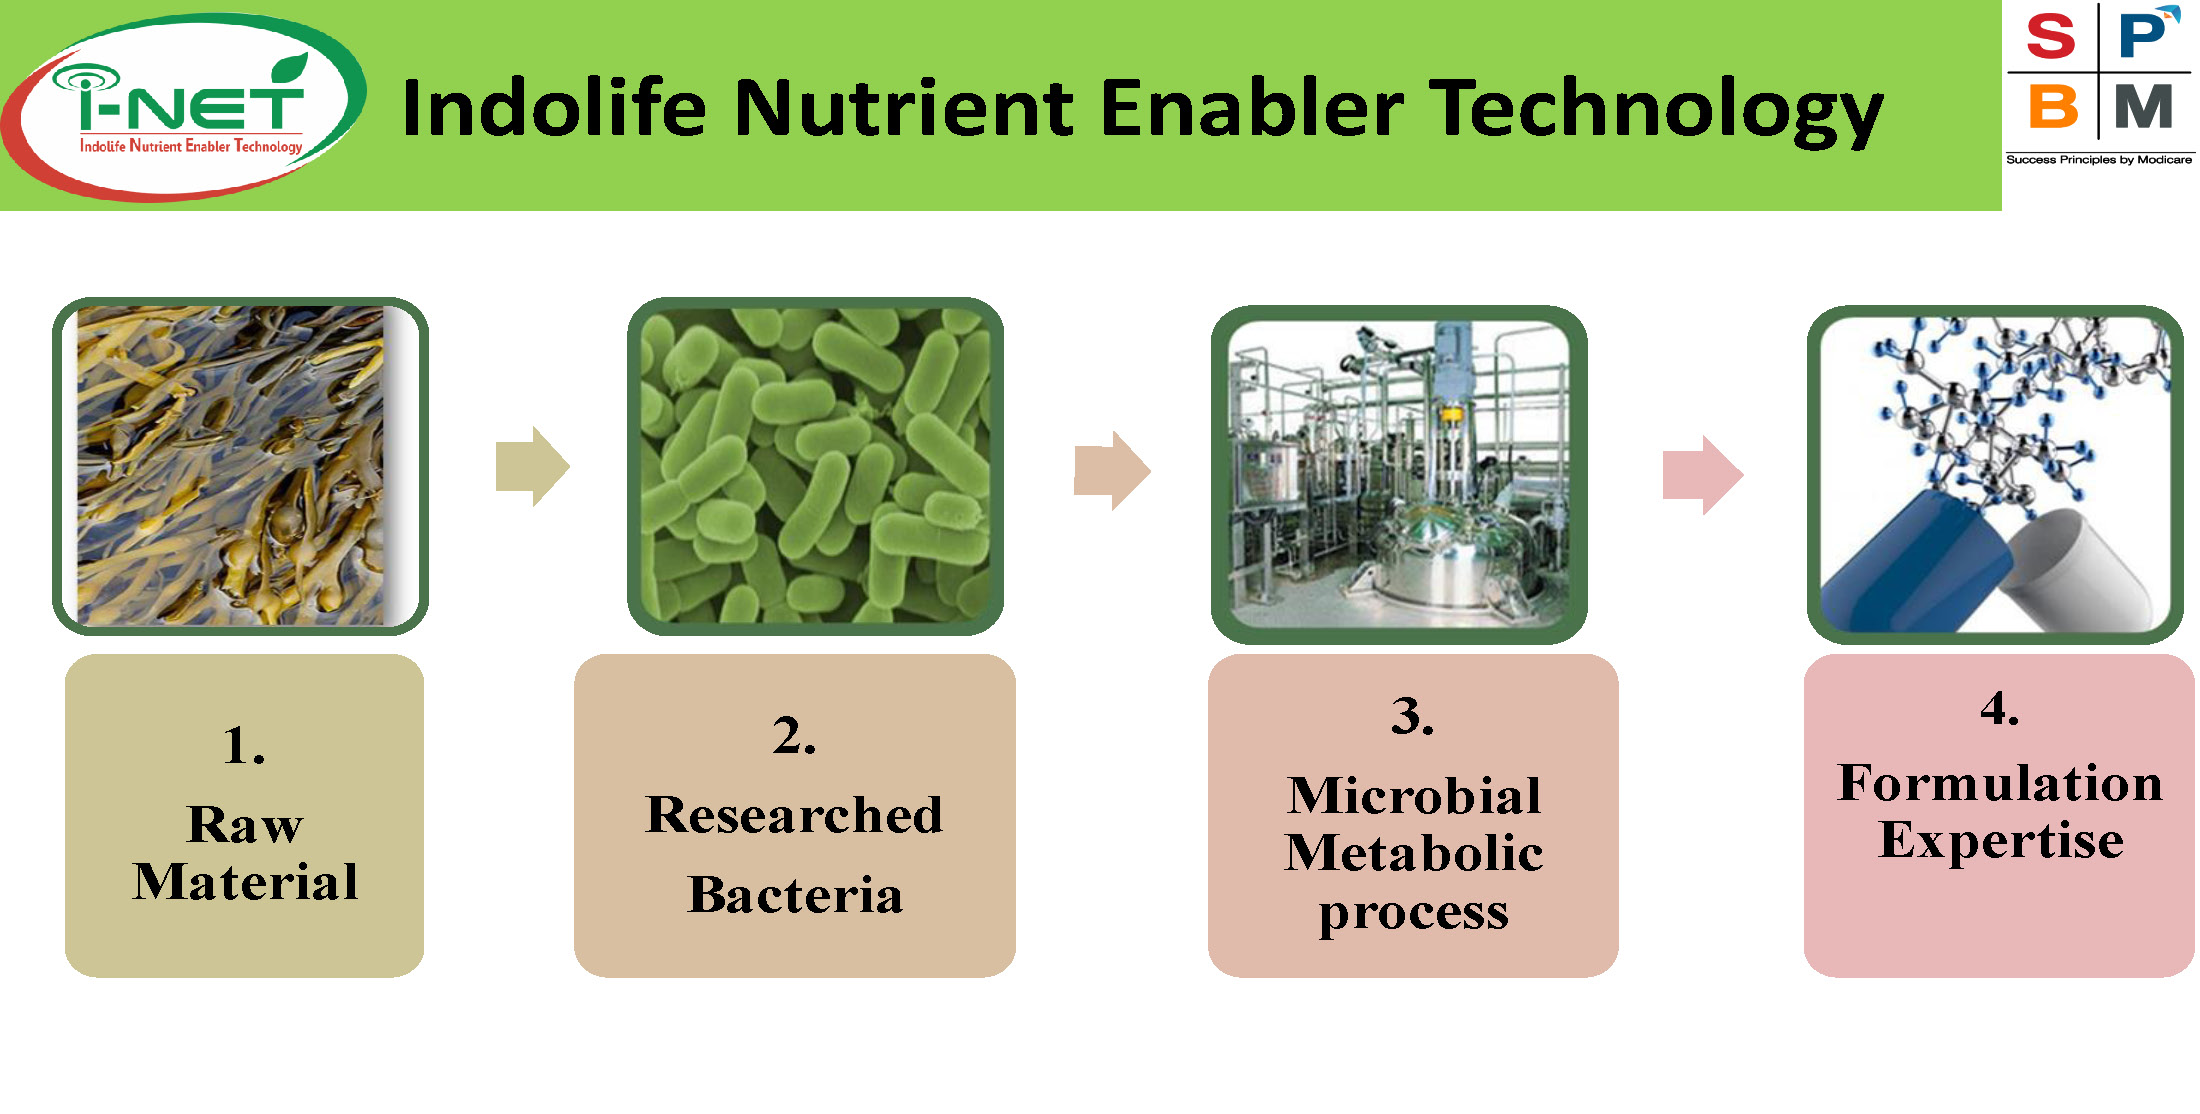 i-NET
Indolife Nutrient Enabler Technology
Indolife Nutrient Enabler Technology
S P
B M
Success Principles by Modicare
1.
Raw
Material
2.
Researched
Bacteria
3.
Microbial
Metabolic
process
4.
Formulation
Expertise